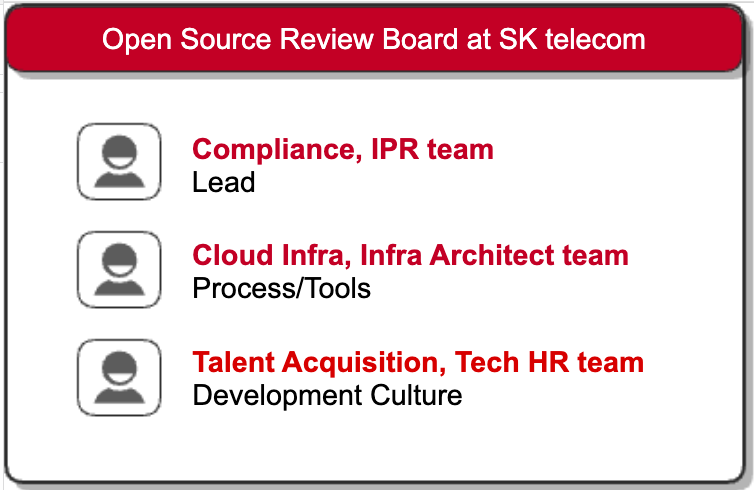 Open Source Review Board at SK telecom
Compliance, IPR team
Lead
Cloud Infra, Infra Architect team
Process/Tools
Talent Acquisition, Tech HR team
Development Culture